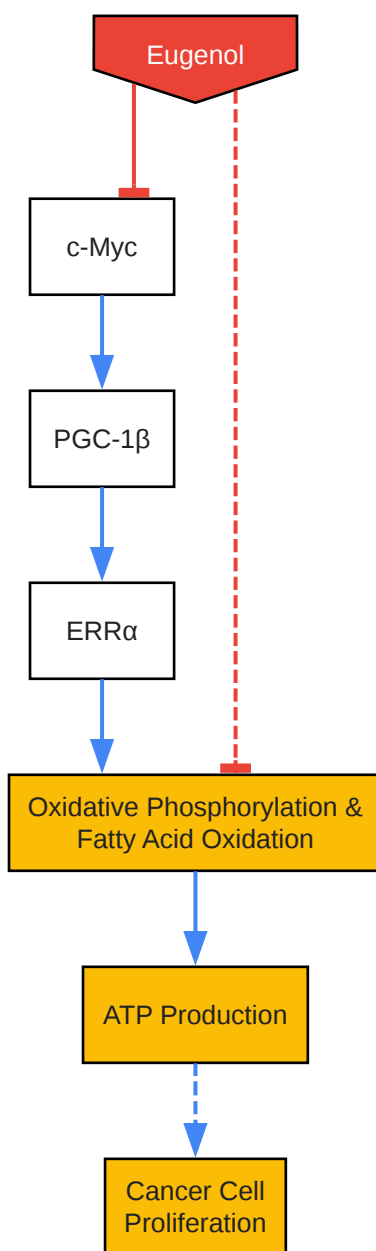 Eugenol
c-Myc
PGC-1β
ERRα
Oxidative Phosphorylation &
Fatty Acid Oxidation
ATP Production
Cancer Cell
Proliferation